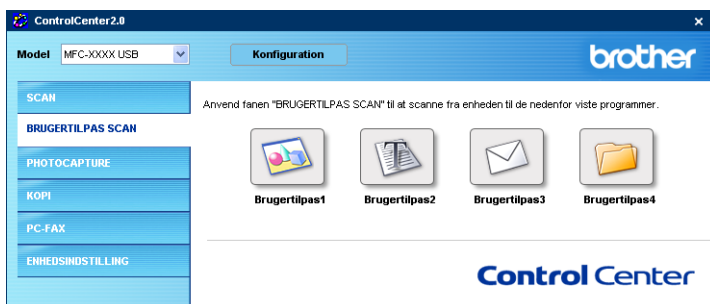 ControlCenter2.0
Model MFC-XXXX USB Konfiguration brother
SCAN
BRUGERTILPAS SCAN
PHOTOCAPTURE
KOPI
PC-FAX
ENHEDSINDSTILLING
Anvend fanen "BRUGERTILPAS SCAN" til at scanne fra enheden til de nedenfor viste programmer.
Brugertilpas1 Brugertilpas2 Brugertilpas3 Brugertilpas4
Control Center